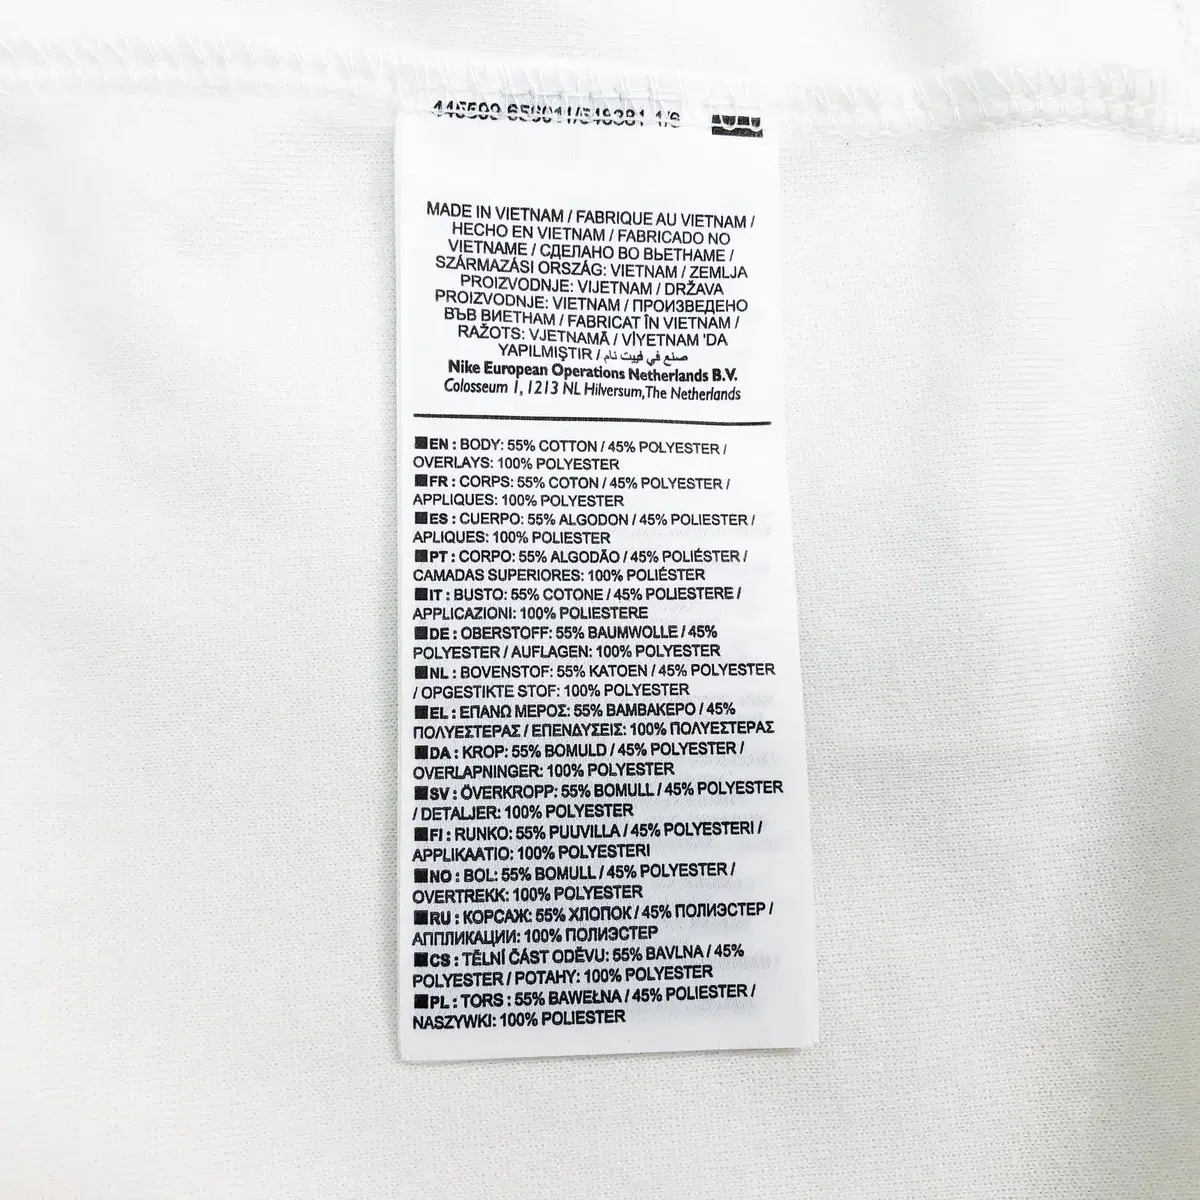 MADE IN VIETNAM / FABRIQUE AU VIETNAM /
HECHO EN VIETNAM / FABRICADO NO
VIETNAME / СДЕЛАНО ВО ВЬЕТНАМЕ /
SZÁRMAZÁSI ORSZÁG: VIETNAM / ZEMLJA
PROIZVODNJE: VIJETNAM / DRŽAVA
PROIZVODNJE: VIETNAM / ПРОИЗВЕДЕНО
ВЪВ ВИЕТНАМ / FABRICAT ÎN VIETNAM /
RAŽOTS: VJETNAMĀ / VİYETNAM 'DA
YAPILMIŞTIR / صنع في فييت نام
Nike European Operations Netherlands B.V.
Colosseum 1, 1213 NL Hilversum,The Netherlands
EN : BODY: 55% COTTON / 45% POLYESTER /
OVERLAYS: 100% POLYESTER
FR : CORPS: 55% COTON / 45% POLYESTER /
APPLIQUES: 100% POLYESTER
ES : CUERPO: 55% ALGODON / 45% POLIESTER /
APLIQUES: 100% POLIESTER
PT : CORPO: 55% ALGODÃO / 45% POLIÉSTER /
CAMADAS SUPERIORES: 100% POLIÉSTER
IT : BUSTO: 55% COTONE / 45% POLIESTERE /
APPLICAZIONI: 100% POLIESTERE
DE : OBERSTOFF: 55% BAUMWOLLE / 45%
POLYESTER / AUFLAGEN: 100% POLYESTER
NL : BOVENSTOF: 55% KATOEN / 45% POLYESTER
/ OPGESTIKTE STOF: 100% POLYESTER
EL : ΕΠΑΝΩ ΜΕΡΟΣ: 55% ΒΑΜΒΑΚΕΡΟ / 45%
ΠΟΛΥΕΣΤΕΡΑΣ / ΕΠΕΝΔΥΣΕΙΣ: 100% ΠΟΛΥΕΣΤΕΡΑΣ
DA : KROP: 55% BOMULD / 45% POLYESTER /
OVERLAPNINGER: 100% POLYESTER
SV : ÖVERKROPP: 55% BOMULL / 45% POLYESTER
/ DETALJER: 100% POLYESTER
FI : RUNKO: 55% PUUVILLA / 45% POLYESTERI /
APPLIKAATIO: 100% POLYESTERI
NO : BOL: 55% BOMULL / 45% POLYESTER /
OVERTREKK: 100% POLYESTER
RU : КОРСАЖ: 55% ХЛОПОК / 45% ПОЛИЭСТЕР /
АППЛИКАЦИИ: 100% ПОЛИЭСТЕР
CS : TĚLNÍ ČÁST ODĚVU: 55% BAVLNA / 45%
POLYESTER / POTAHY: 100% POLYESTER
PL : TORS : 55% BAWEŁNA / 45% POLIESTER /
NASZYWKI: 100% POLIESTER